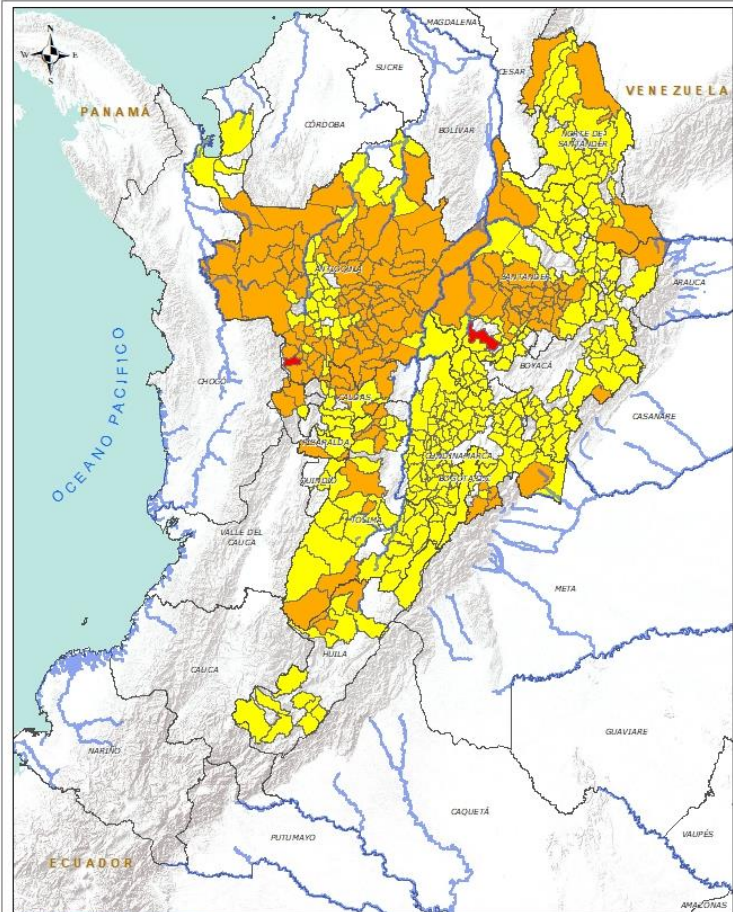 MAGDALENA
N
W E
S
SUCRE
CESAR
VENEZUELA
PANAMÁ
CÓRDOBA
BOLÍVAR
NORTE DE
SANTANDER
ANTIOQUIA
SANTANDER
ARAUCA
BOYACÁ
CHOCÓ
OCEANO PACIFICO
CALDAS
CASANARE
RISARALDA
CUNDINAMARCA
QUINDIO
BOGOTÁ D.C.
TOLIMA
VALLE DEL
CAUCA
META
HUILA
CAUCA
GUAVIARE
NARIÑO
CAQUETÁ
PUTUMAYO
VAUPÉS
ECUADOR
AMAZONAS